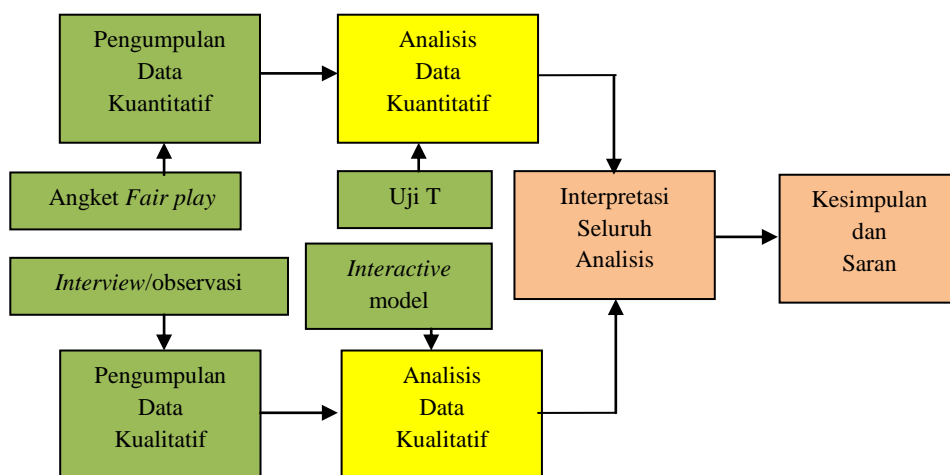 Pengumpulan
Data
Kuantitatif
Analisis
Data
Kuantitatif
Angket Fair play
Uji T
Interpretasi
Seluruh
Analisis
Kesimpulan
dan
Saran
Interview/observasi
Interactive
model
Pengumpulan
Data
Kualitatif
Analisis
Data
Kualitatif